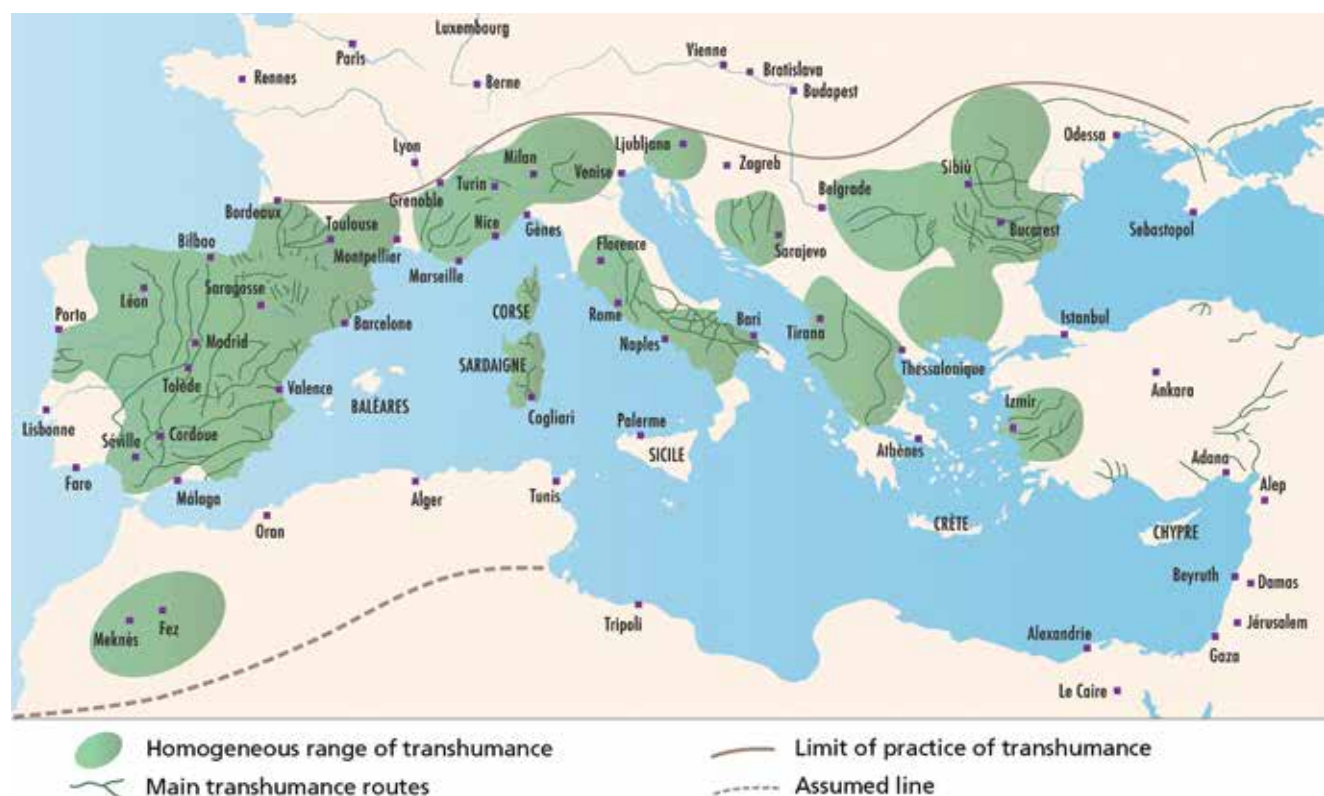 Luxembourg
Paris
Rennes
Berne
Vienne
Bratislava
Budapest
Lyon
Milan
Ljubljana
Zagreb
Odessa
Sibiù
Turin
Venise
Grenoble
Belgrade
Bordeaux
Toulouse
Nice
Gènes
Bucarest
Sebastopol
Bilbao
Montpellier
Marseille
Florence
Sarajevo
Léon
Saragosse
CORSE
Porto
Barcelone
Rome
Bari
Tirana
Istanbul
Madrid
Naples
SARDAIGNE
Thessalonique
Ankara
Tolède
Valence
BALÉARES
Cogliari
Izmir
Lisbonne
Séville
Cordoue
Palerme
SICILE
Athènes
Adana
Alep
Faro
Málaga
Alger
Tunis
Oran
CRÈTE
CHYPRE
Beyruth
Damas
Meknès
Fez
Tripoli
Alexandrie
Jérusalem
Gaza
Le Caire
Homogeneous range of transhumance
Limit of practice of transhumance
Main transhumance routes
Assumed line